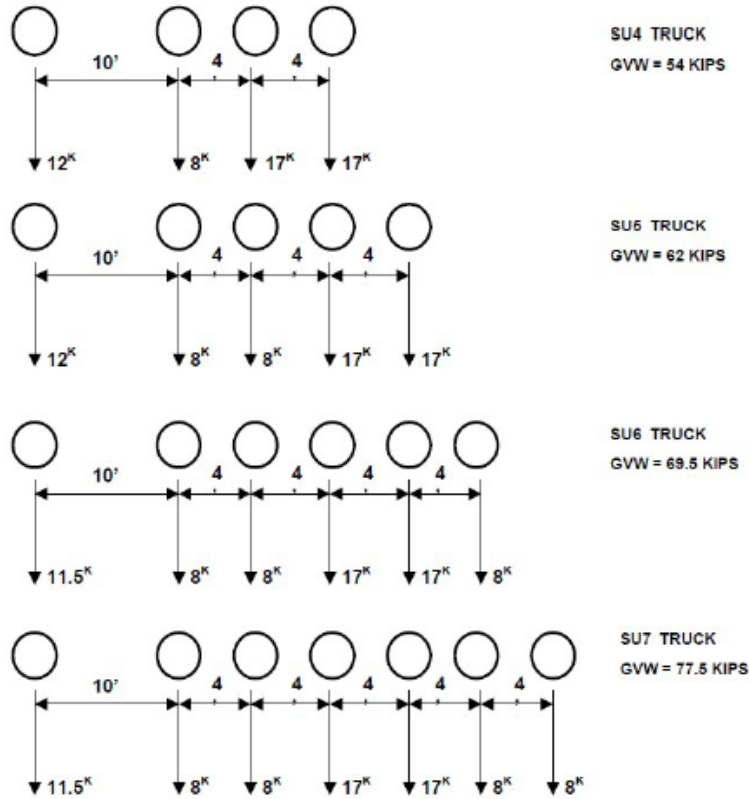 SU4 TRUCK
GVW = 54 KIPS
10' 4' 4'
12K 8K 17K 17K
SU5 TRUCK
GVW = 62 KIPS
10' 4' 4' 4'
12K 8K 8K 17K 17K
SU6 TRUCK
GVW = 69.5 KIPS
10' 4' 4' 4' 4'
11.5K 8K 8K 17K 17K 8K
SU7 TRUCK
GVW = 77.5 KIPS
10' 4' 4' 4' 4' 4'
11.5K 8K 8K 17K 17K 8K 8K